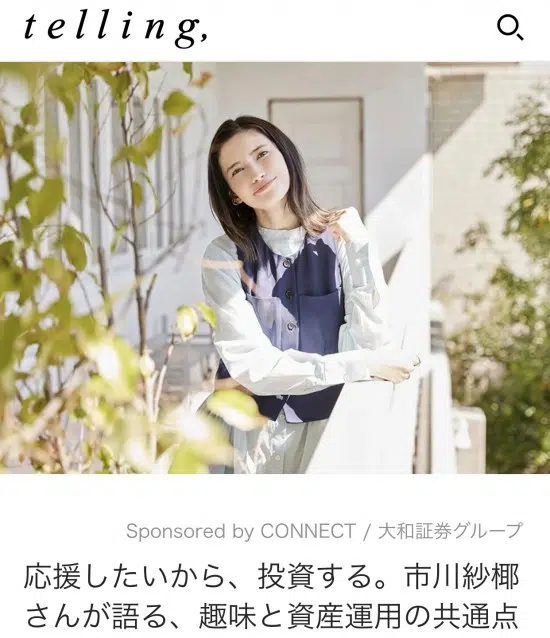 telling,
Sponsored by CONNECT / 大和証券グループ
応援したいから、投資する。市川紗椰
さんが語る、趣味と資産運用の共通点